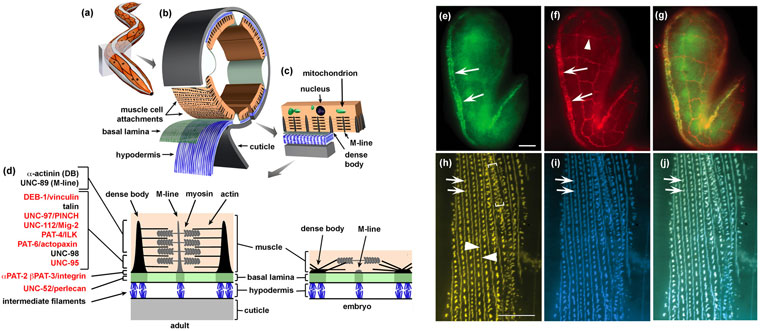 (a)
(b)
muscle cell
attachments
basal lamina
hypodermis
cuticle
(c)
mitochondrion
nucleus
M-line
dense
body
(d)
α-actinin (DB)
UNC-89 (M-line)
DEB-1/vinculin
talin
UNC-97/PINCH
UNC-112/Mig-2
PAT-4/ILK
PAT-6/actopaxin
UNC-98
UNC-95
αPAT-2 βPAT-3/integrin
UNC-52/perlecan
intermediate filaments
dense body
M-line
myosin
actin
muscle
basal lamina
hypodermis
cuticle
adult
dense
body
M-line
embryo
(e)
(f)
(g)
(h)
(i)
(j)